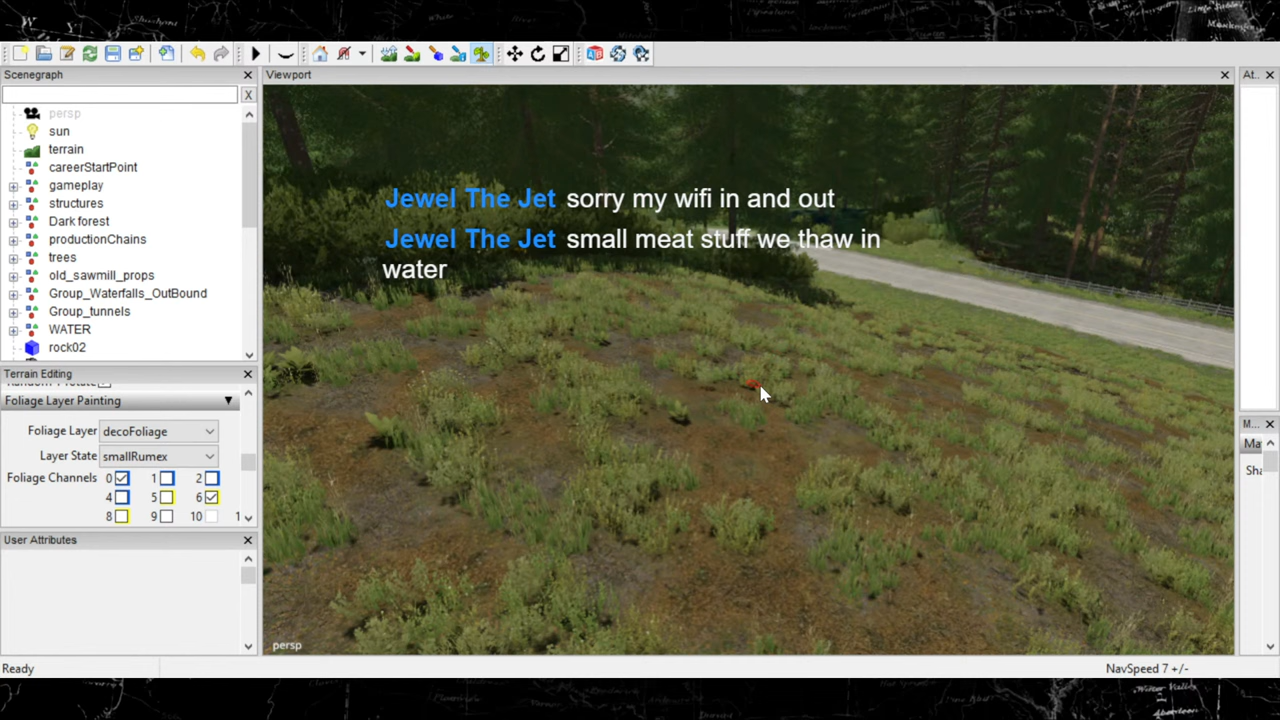 Scenegraph
Viewport
At...
X
persp
sun
terrain
careerStartPoint
gameplay
structures
Dark forest
productionChains
trees
old_sawmill_props
Group_Waterfalls_OutBound
Group_tunnels
WATER
rock02
Jewel The Jet sorry my wifi in and out
Jewel The Jet small meat stuff we thaw in
water
Terrain Editing
Foliage Layer Painting
Foliage Layer decoFoliage
Layer State smallRumex
Foliage Channels 0 1 2
4 5 6
8 9 10 1
User Attributes
M...
Ma
Sha
persp
Ready
NavSpeed 7 +/-